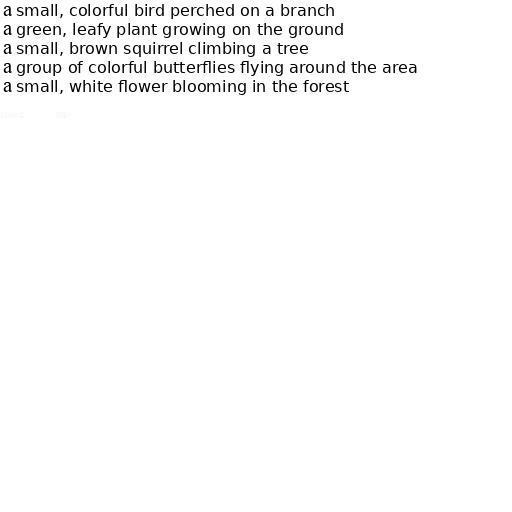 a small, colorful bird perched on a branch
a green, leafy plant growing on the ground
a small, brown squirrel climbing a tree
a group of colorful butterflies flying around the area
a small, white flower blooming in the forest